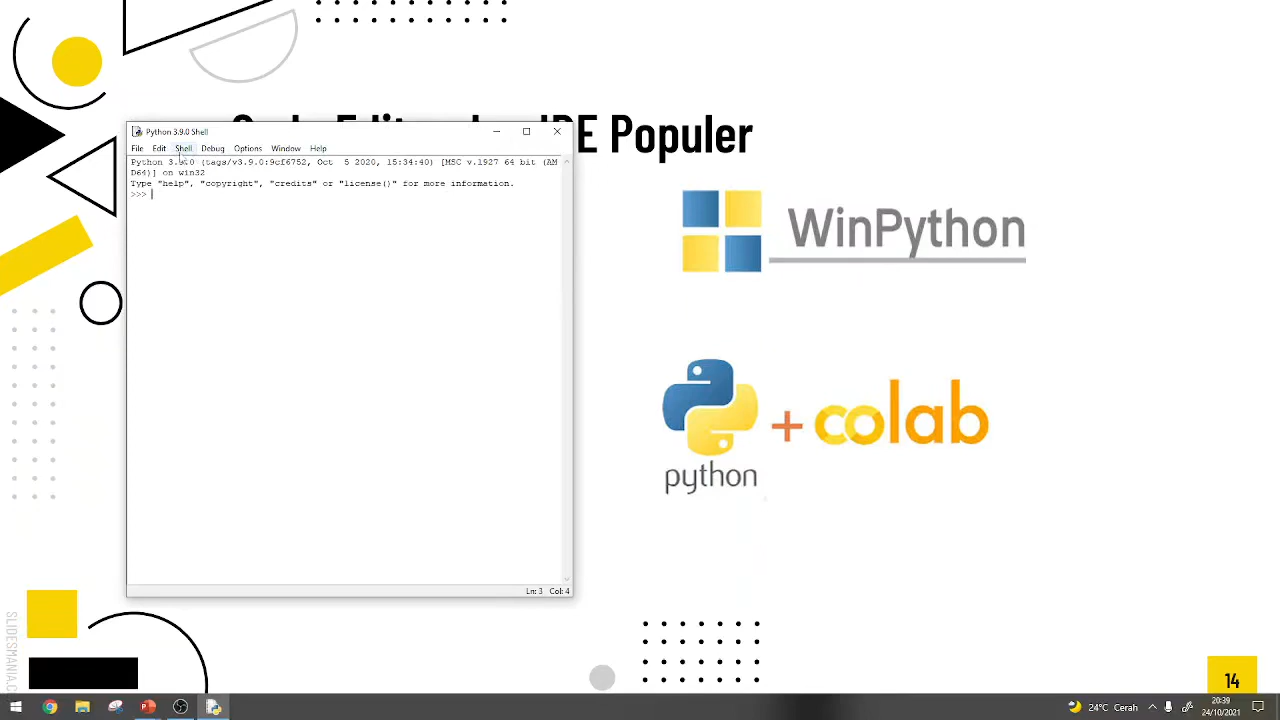 IDE Populer
Python 3.9.0 Shell
File Edit Shell Debug Options Window Help
Python 3.9.0 (tags/v3.9.0:9cf6752, Oct  5 2020, 15:34:40) [MSC v.1927 64 bit (AM
D64)] on win32
Type "help", "copyright", "credits" or "license()" for more information.
>>>
WinPython
python
+ colab
Ln: 3 Col: 4
SLIDESMANIA.C
14
24°C Cerah
20:39
24/10/2021